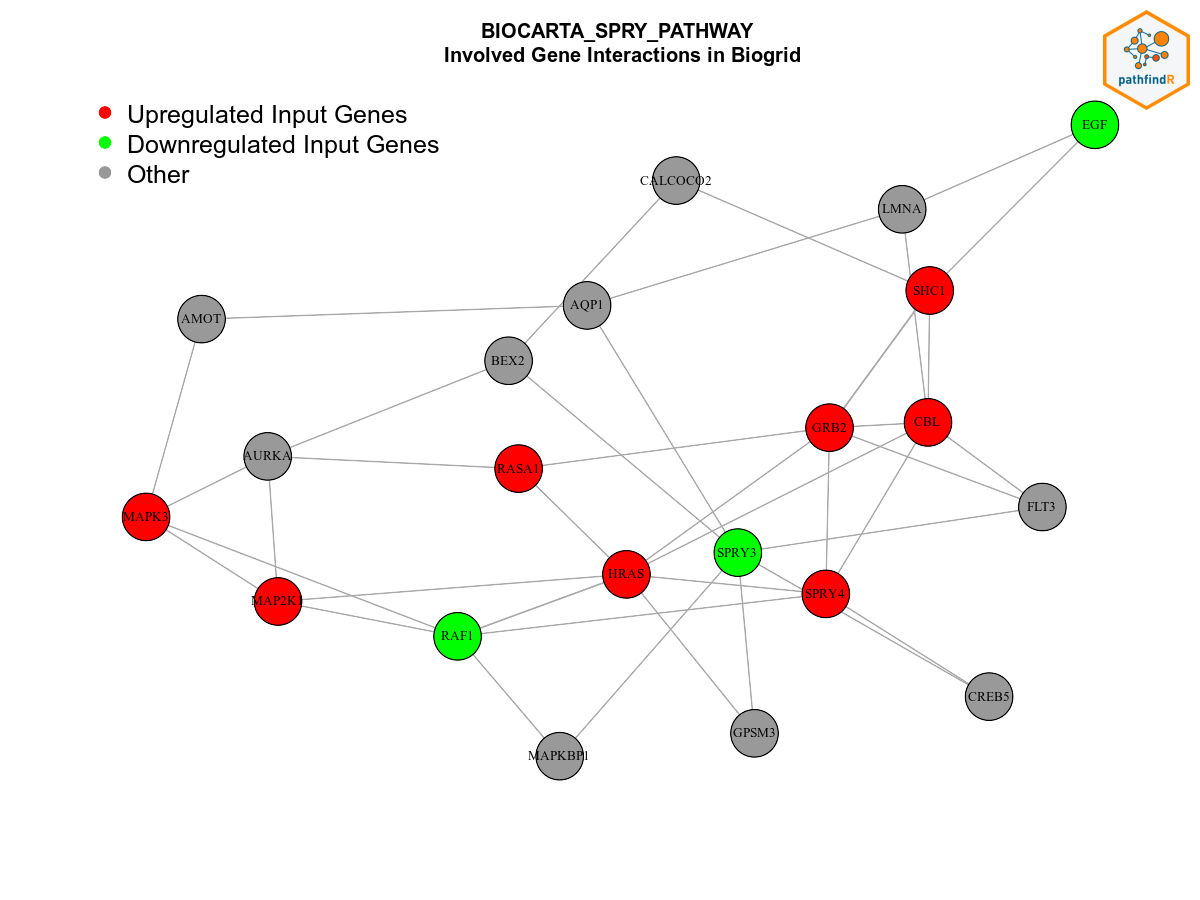 BIOCARTA_SPRY_PATHWAY
Involved Gene Interactions in Biogrid
pathfindR
Upregulated Input Genes
Downregulated Input Genes
Other
EGF
CALCOCO2
LMNA
SHC1
AQP1
AMOT
BEX2
CBL
GRB2
AURKA
RASA1
FLT3
MAPK3
SPRY3
HRAS
SPRY4
MAP2K1
RAF1
CREB5
GPSM3
MAPKBP1